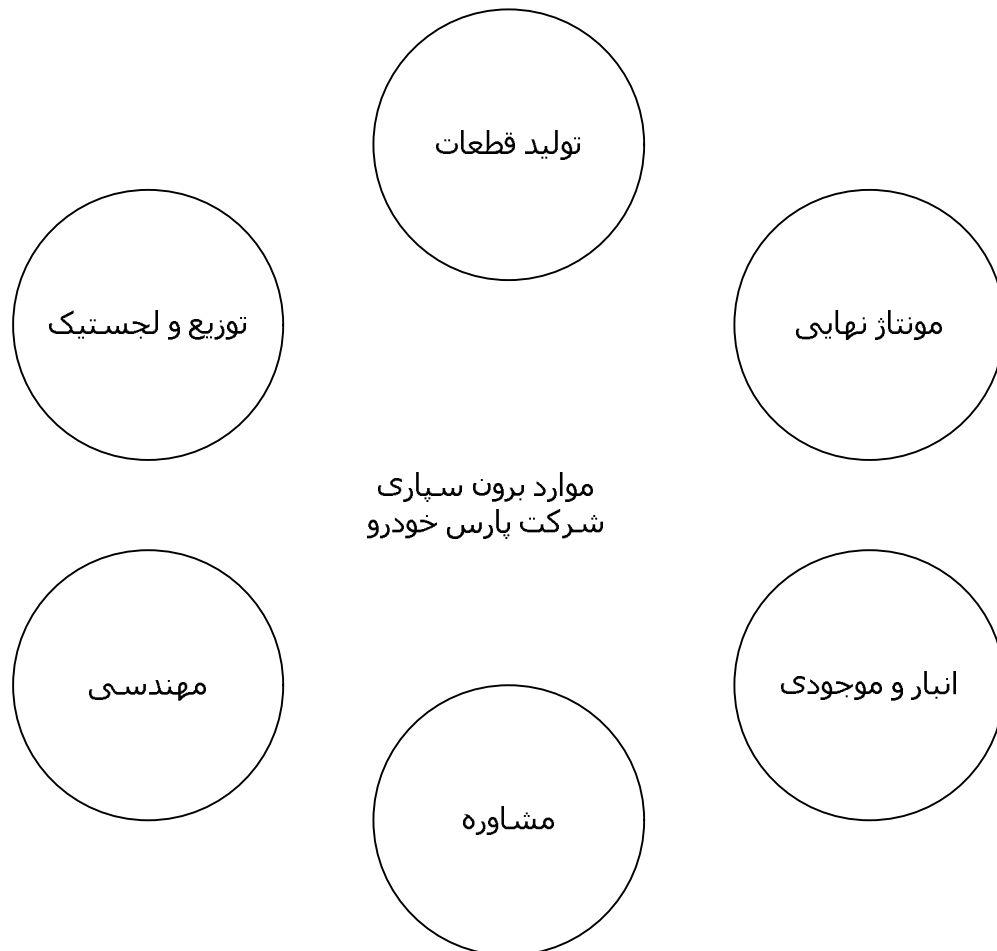 تولید قطعات
مونتاژ نهایی
توزیع و لجستیک
موارد برون سپاری
شرکت پارس خودرو
انبار و موجودی
مهندسی
مشاوره